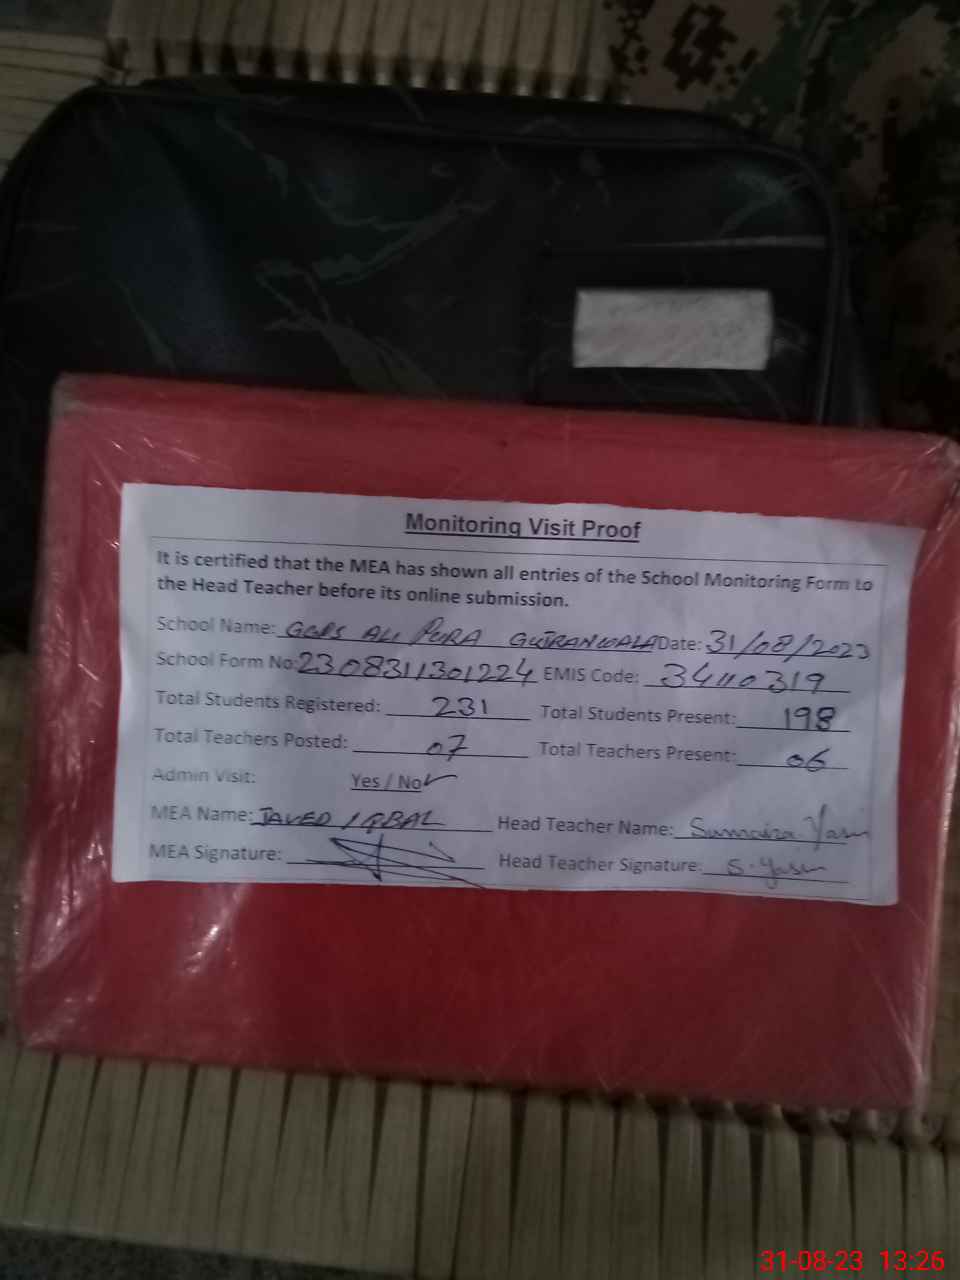 Monitoring Visit Proof
It is certified that the MEA has shown all entries of the School Monitoring Form to
the Head Teacher before its online submission.
School Name: GGPS ALI PURA GUJRANWALA Date: 31/08/2023
School Form No: 2308311301224 EMIS Code: 34110319
Total Students Registered: 231 Total Students Present: 198
Total Teachers Posted: 07 Total Teachers Present: 06
Admin Visit: Yes / No ✓
MEA Name: JAVED IQBAL Head Teacher Name: Sumaira Yasin
MEA Signature: Head Teacher Signature: S. Yasin
31-08-23 13:26